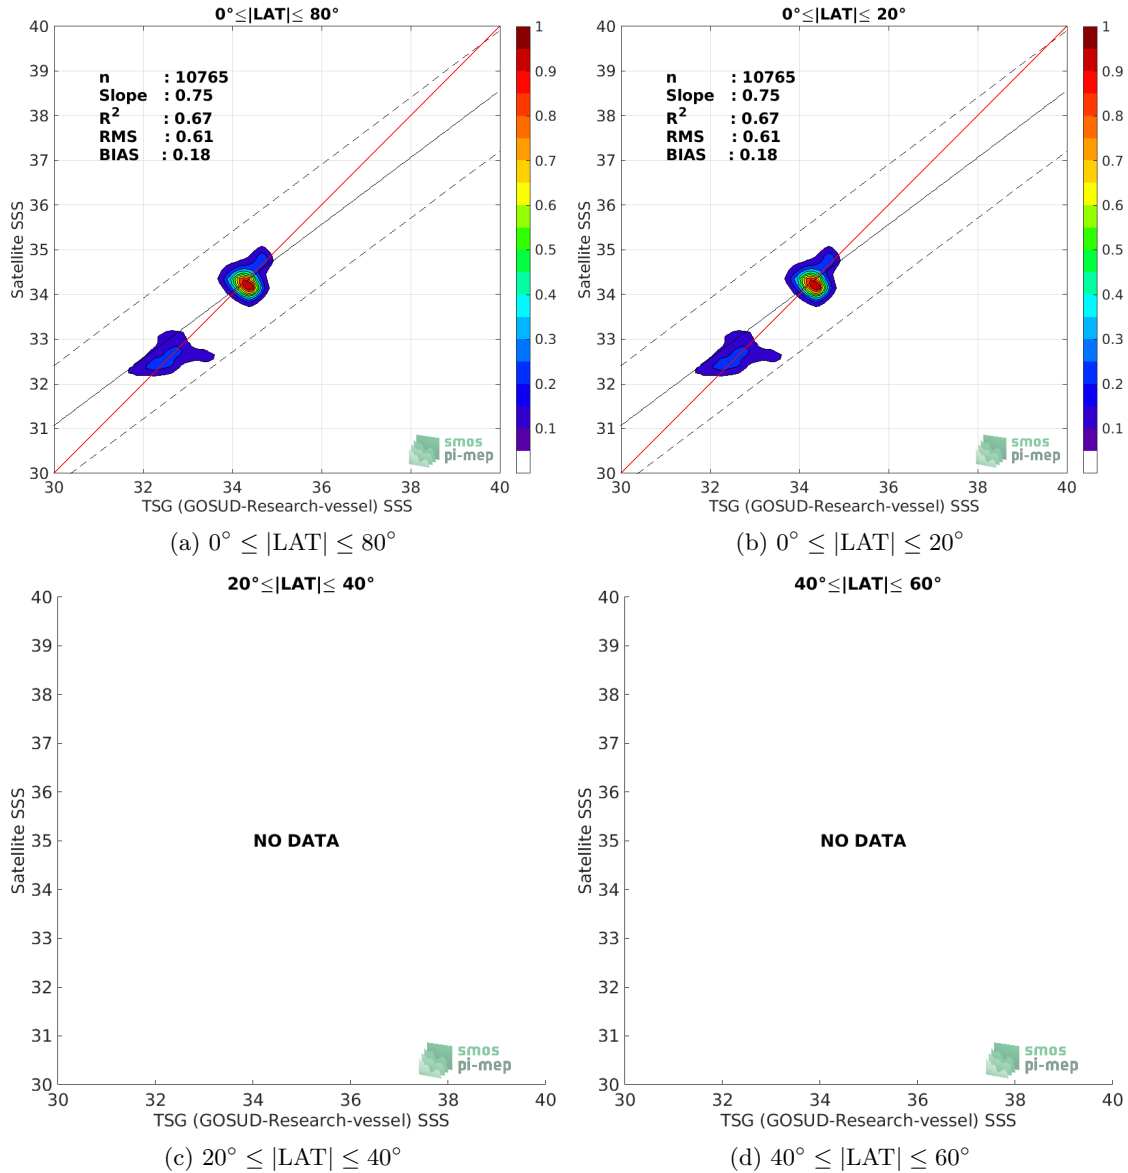 0°≤|LAT|≤ 80°
40
39
38
37
36
35
34
33
32
31
30
Satellite SSS
n : 10765
Slope : 0.75
R² : 0.67
RMS : 0.61
BIAS : 0.18
smos
pi-mep
30 32 34 36 38 40
TSG (GOSUD-Research-vessel) SSS
1
0.9
0.8
0.7
0.6
0.5
0.4
0.3
0.2
0.1
(a) 0° ≤ |LAT| ≤ 80°
0°≤|LAT|≤ 20°
40
39
38
37
36
35
34
33
32
31
30
Satellite SSS
n : 10765
Slope : 0.75
R² : 0.67
RMS : 0.61
BIAS : 0.18
smos
pi-mep
30 32 34 36 38 40
TSG (GOSUD-Research-vessel) SSS
1
0.9
0.8
0.7
0.6
0.5
0.4
0.3
0.2
0.1
(b) 0° ≤ |LAT| ≤ 20°
20°≤|LAT|≤ 40°
40
39
38
37
36
35
34
33
32
31
30
Satellite SSS
NO DATA
smos
pi-mep
30 32 34 36 38 40
TSG (GOSUD-Research-vessel) SSS
(c) 20° ≤ |LAT| ≤ 40°
40°≤|LAT|≤ 60°
40
39
38
37
36
35
34
33
32
31
30
Satellite SSS
NO DATA
smos
pi-mep
30 32 34 36 38 40
TSG (GOSUD-Research-vessel) SSS
(d) 40° ≤ |LAT| ≤ 60°